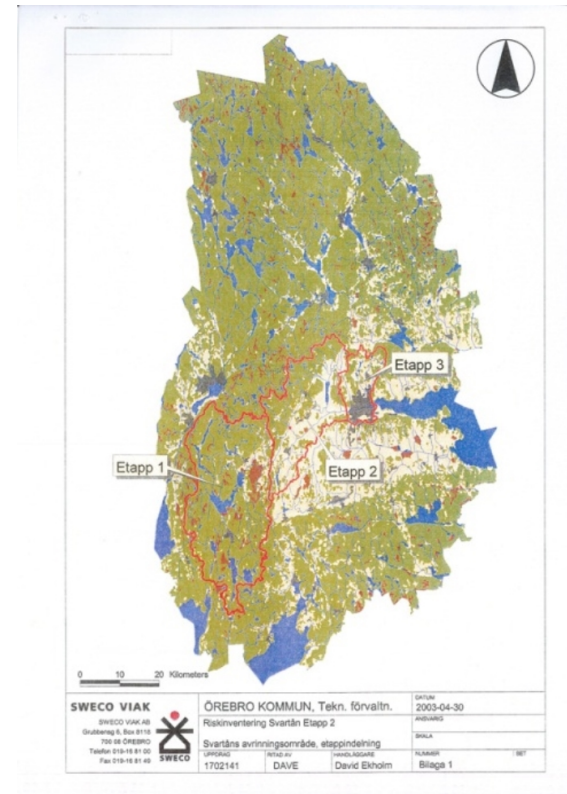 Etapp 3
Etapp 1
Etapp 2
0 10 20 Kilometers
SWECO VIAK
SWECO VIAK AB
Grubbensg 6, Box 8110
700 08 ÖREBRO
Telefon 019-16 81 00
Fax 019-16 81 40
SWECO
ÖREBRO KOMMUN, Tekn. förvaltn.
Riskinventering Svartån Etapp 2
Svartåns avrinningsområde, etappindelning
UPPDRAG
1702141
RITAD AV
DAVE
HANDLÄGGARE
David Ekholm
DATUM
2003-04-30
ANSVARIG
SKALA
NUMMER
Bilaga 1
BET